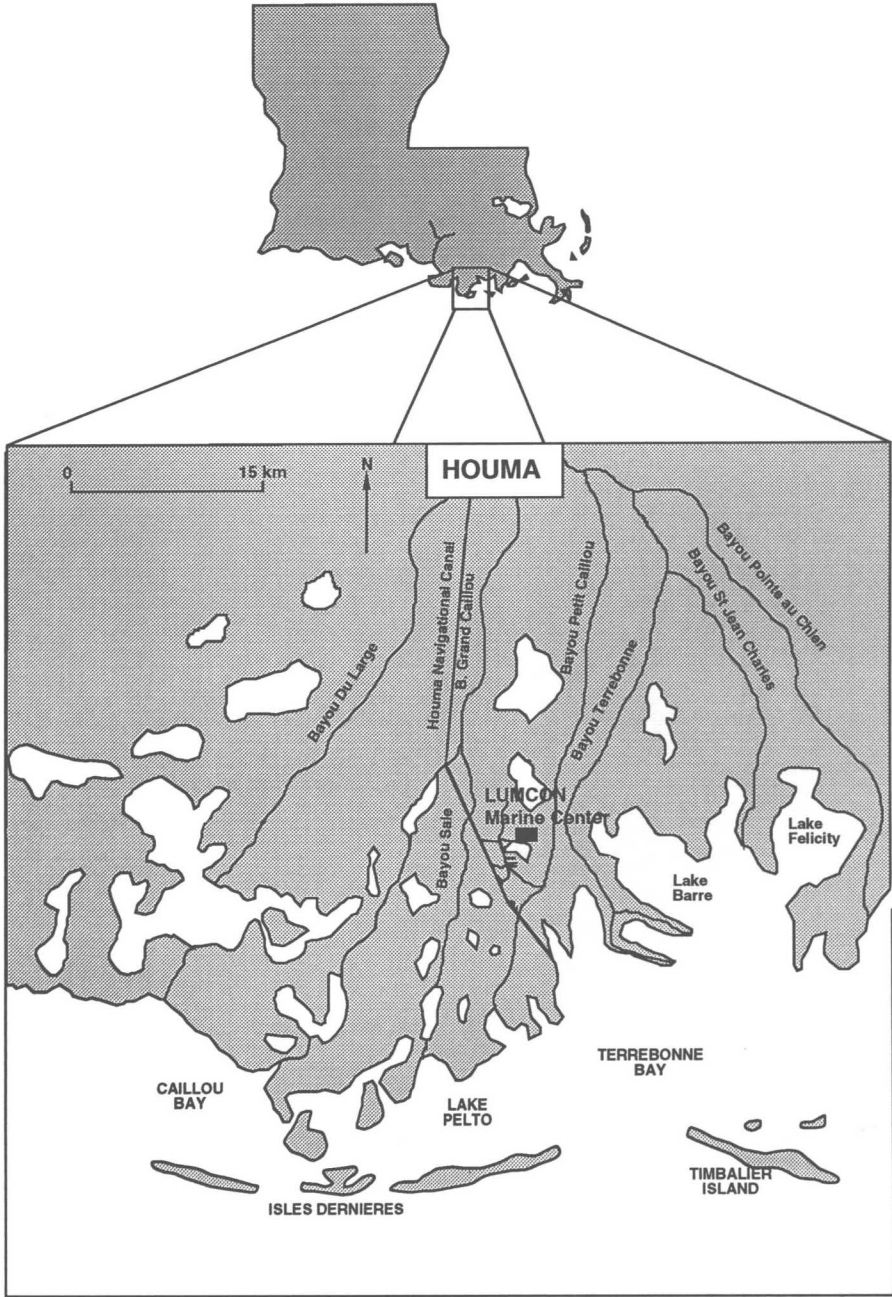 0 15 km
N
HOUMA
Houma Navigational Canal
B. Grand Caillou
Bayou Petit Caillou
Bayou Pointe au Chien
Bayou St Jean Charles
Bayou Du Large
Bayou Terrebonne
LUMCON
Marine Center
Bayou Sale
Lake
Felicity
Lake
Barre
TERREBONNE
BAY
CAILLOU
BAY
LAKE
PELTO
TIMBALIER
ISLAND
ISLES DERNIERES